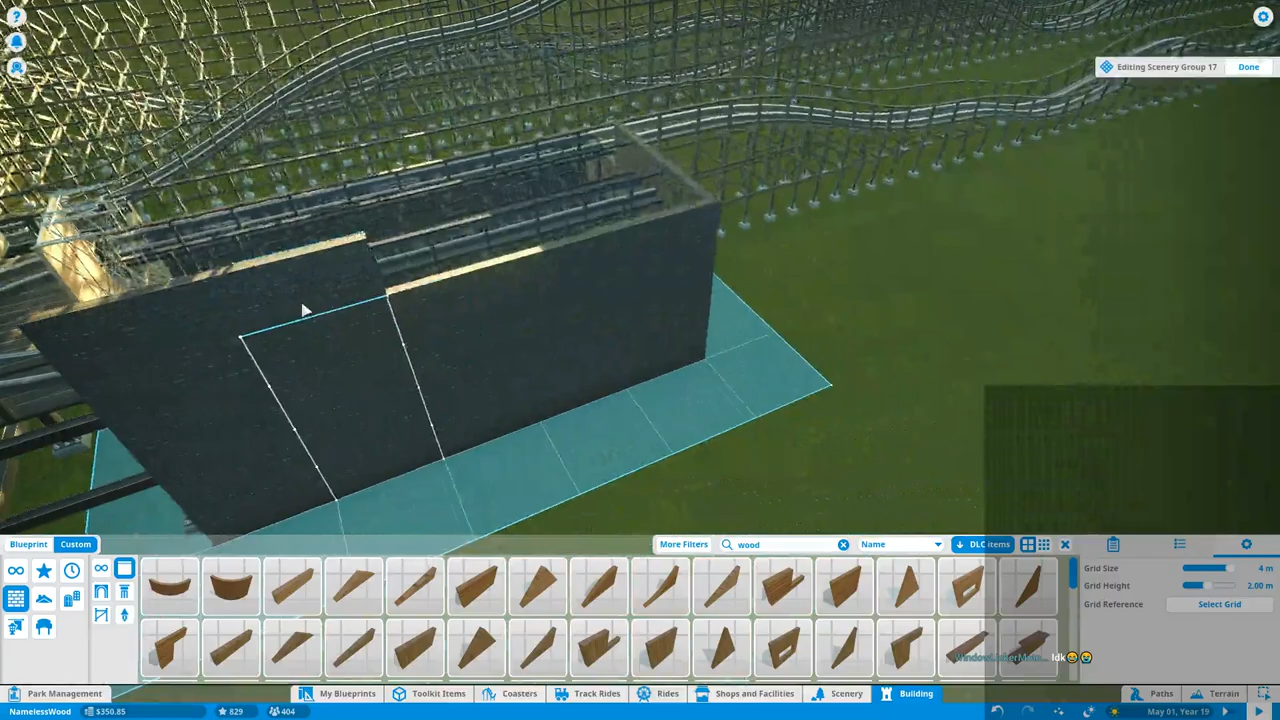 ?
Editing Scenery Group 17 Done
Blueprint Custom More Filters wood Name DLC items
Grid Size 4 m
Grid Height 2.00 m
Grid Reference Select Grid
Idk😅😭
Park Management My Blueprints Toolkit Items Coasters Track Rides Rides Shops and Facilities Scenery Building Paths Terrain
NamelessWood $350.85 829 404 May 01, Year 19